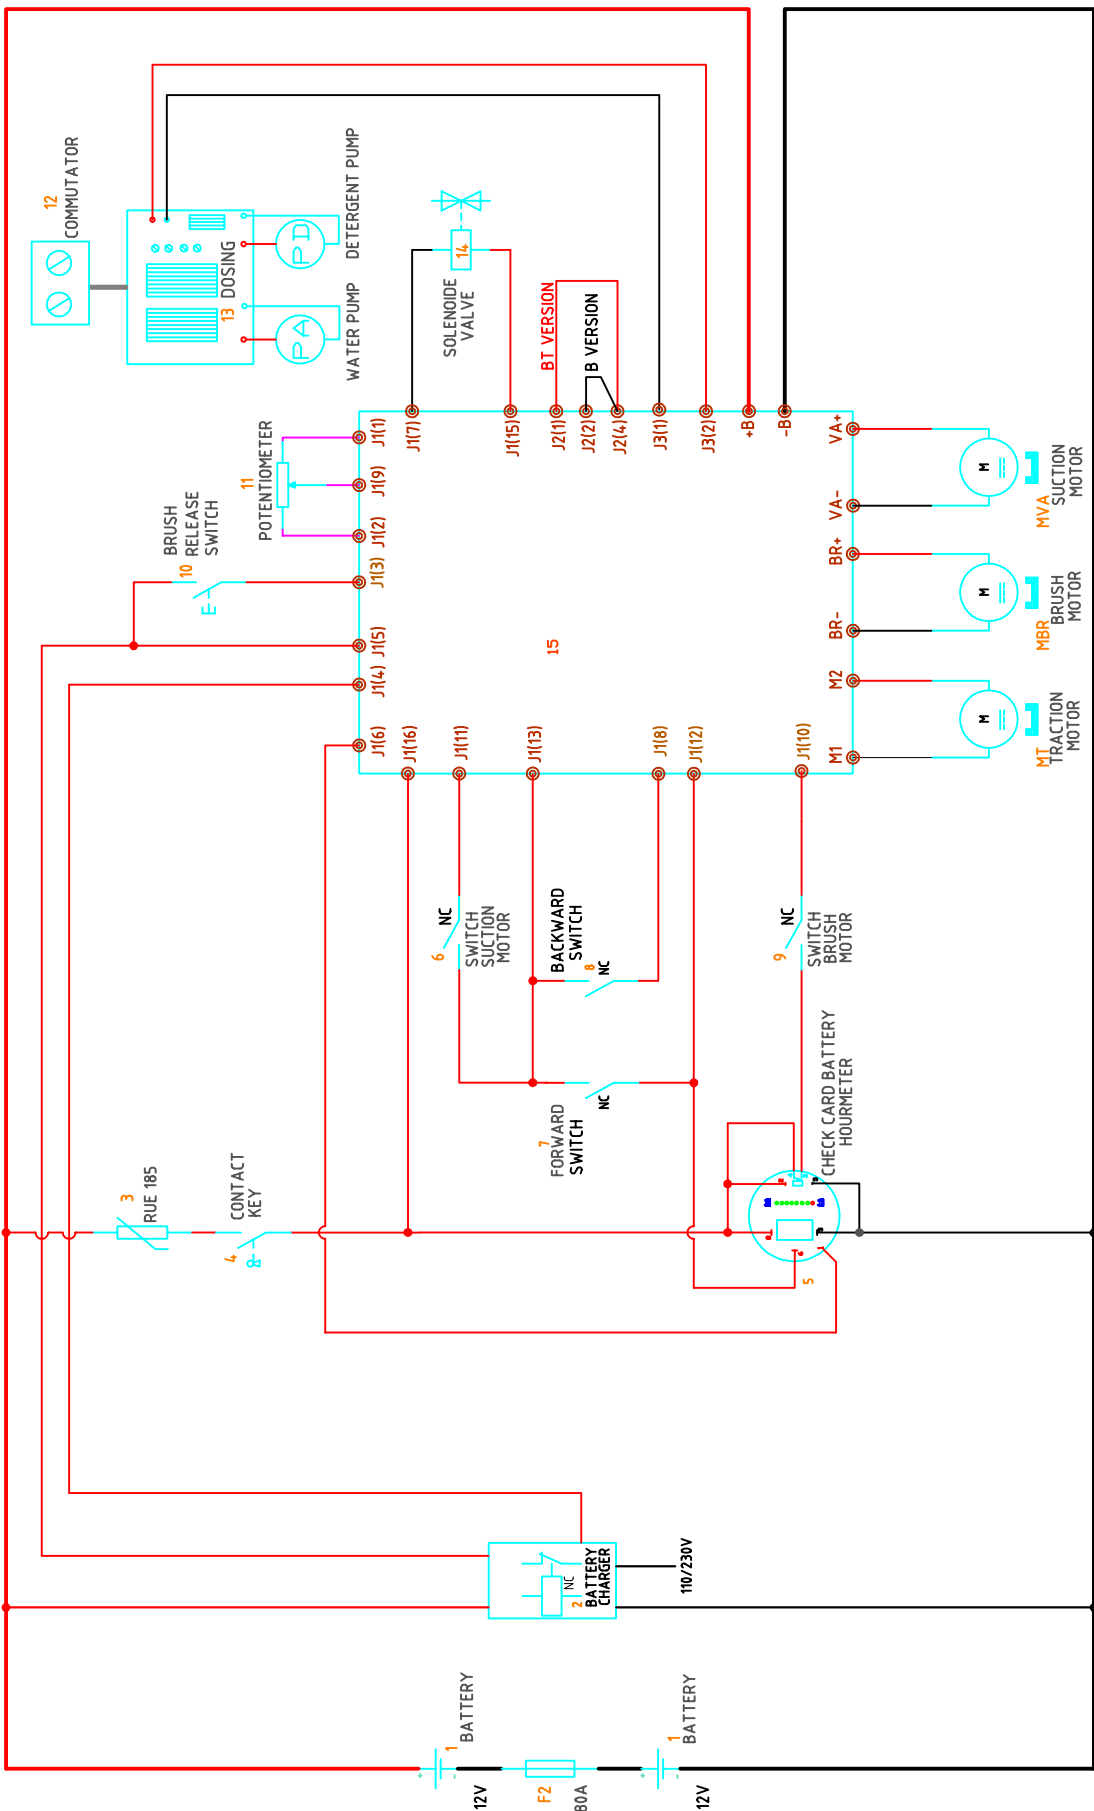 12
COMMUTATOR
13
DOSING
PD
DETERGENT PUMP
PA
WATER PUMP
14
SOLENOIDE
VALVE
BT VERSION
B VERSION
11
POTENTIOMETER
BRUSH
RELEASE
SWITCH
10
J1(1)
J1(9)
J1(2)
J1(3)
J1(5)
J1(4)
J1(6)
J1(7)
J1(15)
J2(1)
J2(2)
J2(4)
J3(1)
J3(2)
+B
-B
15
J1(16)
J1(11)
J1(13)
J1(8)
J1(12)
J1(10)
VA+
VA-
BR+
BR-
M2
M1
M
MVA
SUCTION
MOTOR
M
MBR
BRUSH
MOTOR
M
MT
TRACTION
MOTOR
6
NC
SWITCH
SUCTION
MOTOR
BACKWARD
SWITCH
8
NC
7
FORWARD
SWITCH
NC
9
NC
SWITCH
BRUSH
MOTOR
CHECK CARD BATTERY
HOURMETER
5
6
1
3
RUE 185
4
CONTACT
KEY
2
NC
BATTERY
CHARGER
110/230V
+
-
1
BATTERY
12V
F2
80A
+
-
1
BATTERY
12V